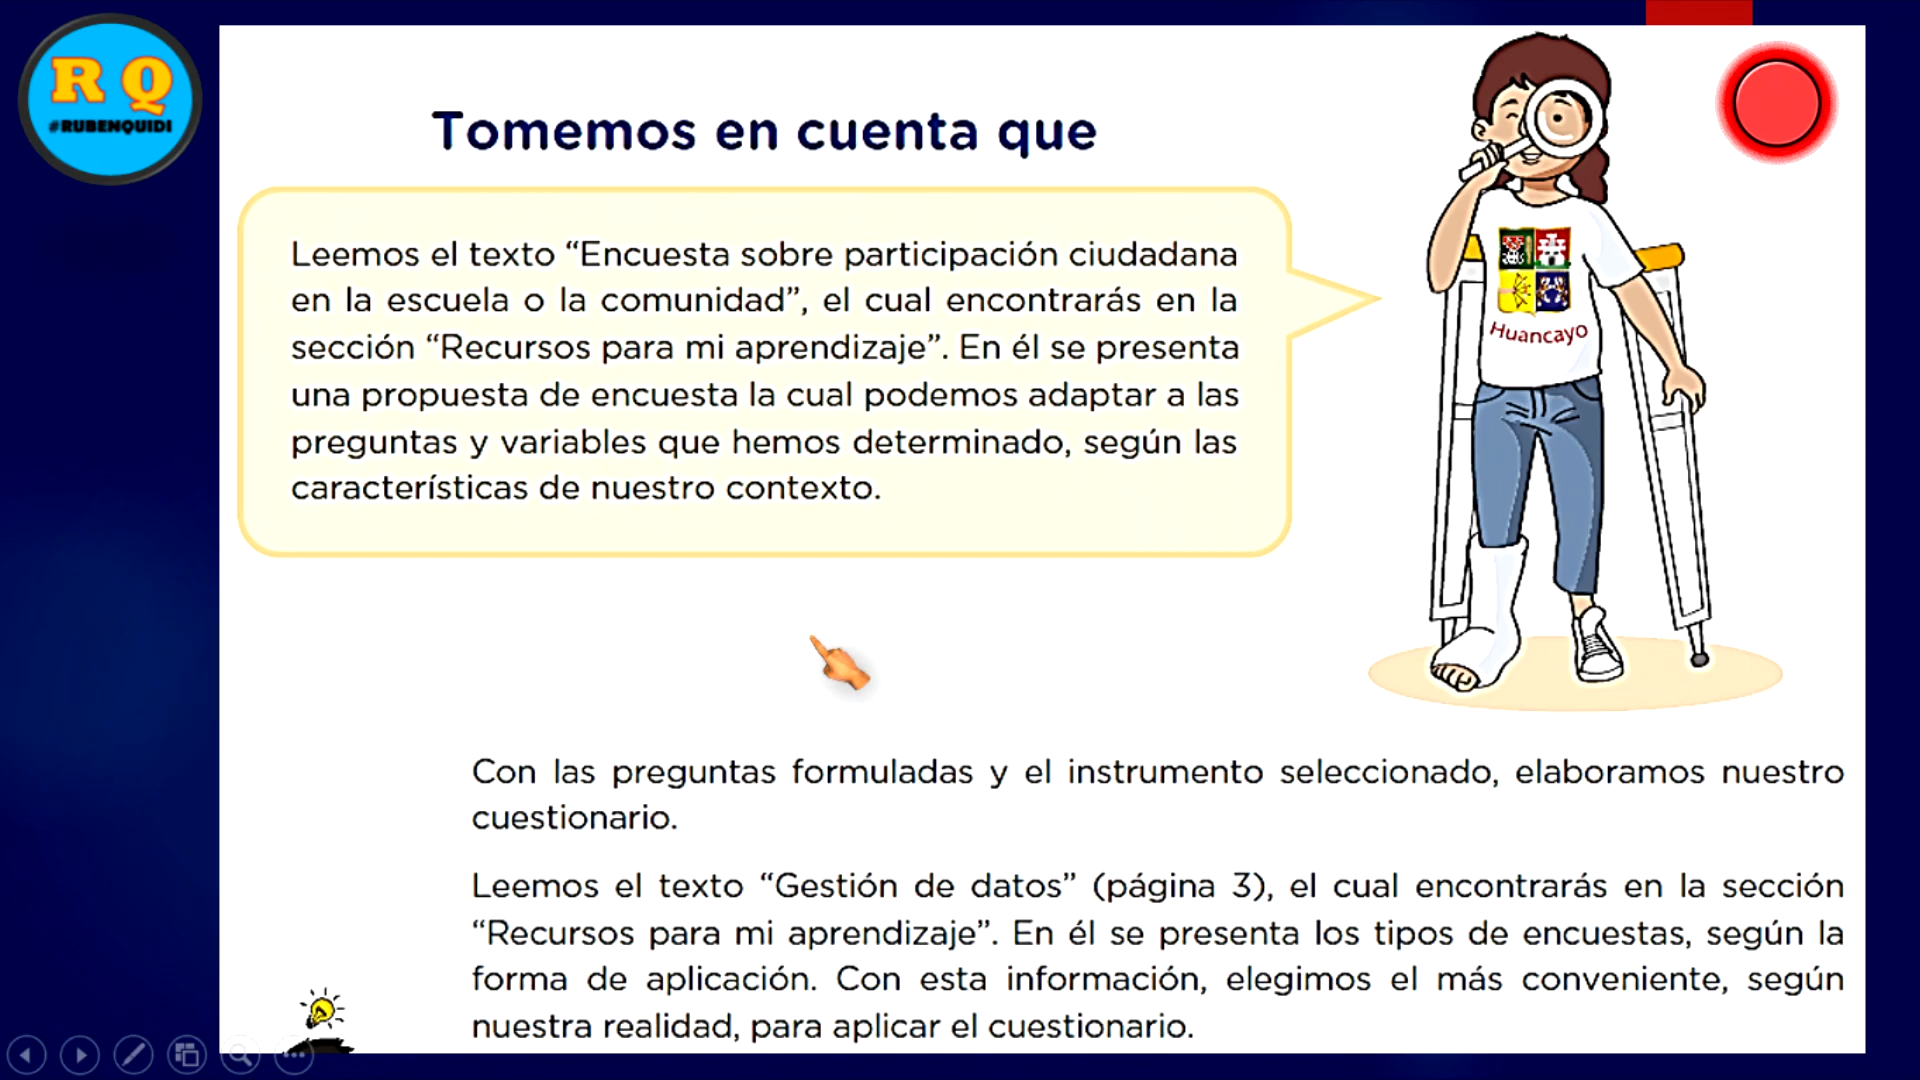 R Q
#RUBENQUIDI
Tomemos en cuenta que
Leemos el texto “Encuesta sobre participación ciudadana
en la escuela o la comunidad”, el cual encontrarás en la
sección “Recursos para mi aprendizaje”. En él se presenta
una propuesta de encuesta la cual podemos adaptar a las
preguntas y variables que hemos determinado, según las
características de nuestro contexto.
Huancayo
Con las preguntas formuladas y el instrumento seleccionado, elaboramos nuestro
cuestionario.
Leemos el texto “Gestión de datos” (página 3), el cual encontrarás en la sección
“Recursos para mi aprendizaje”. En él se presenta los tipos de encuestas, según la
forma de aplicación. Con esta información, elegimos el más conveniente, según
nuestra realidad, para aplicar el cuestionario.